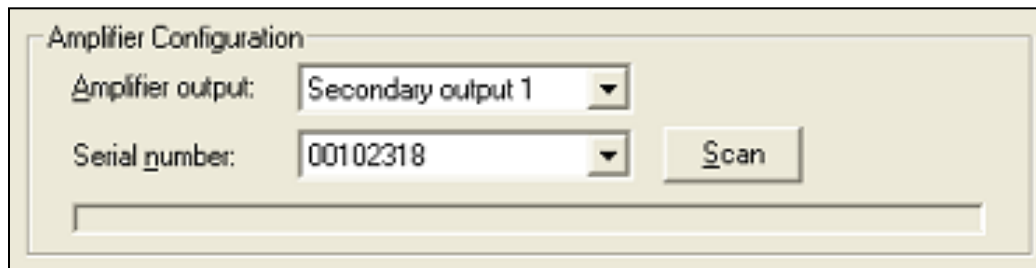 Amplifier Configuration
Amplifier output: Secondary output 1
Serial number: 00102318 Scan